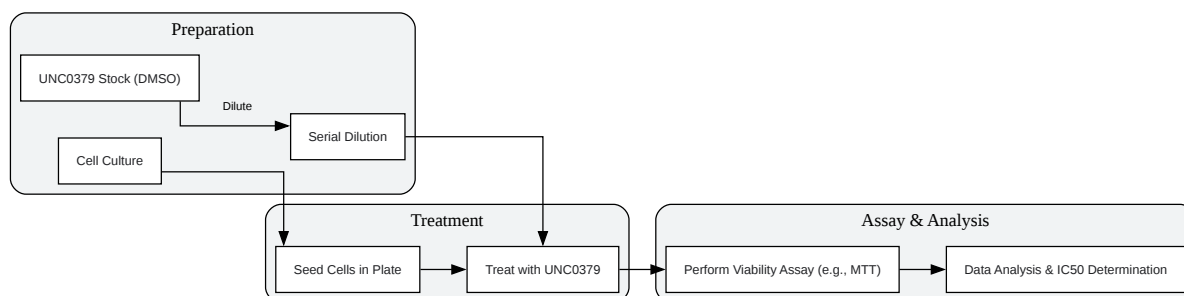 Preparation
UNC0379 Stock (DMSO)
Dilute
Serial Dilution
Cell Culture
Treatment
Seed Cells in Plate
Treat with UNC0379
Assay & Analysis
Perform Viability Assay (e.g., MTT)
Data Analysis & IC50 Determination